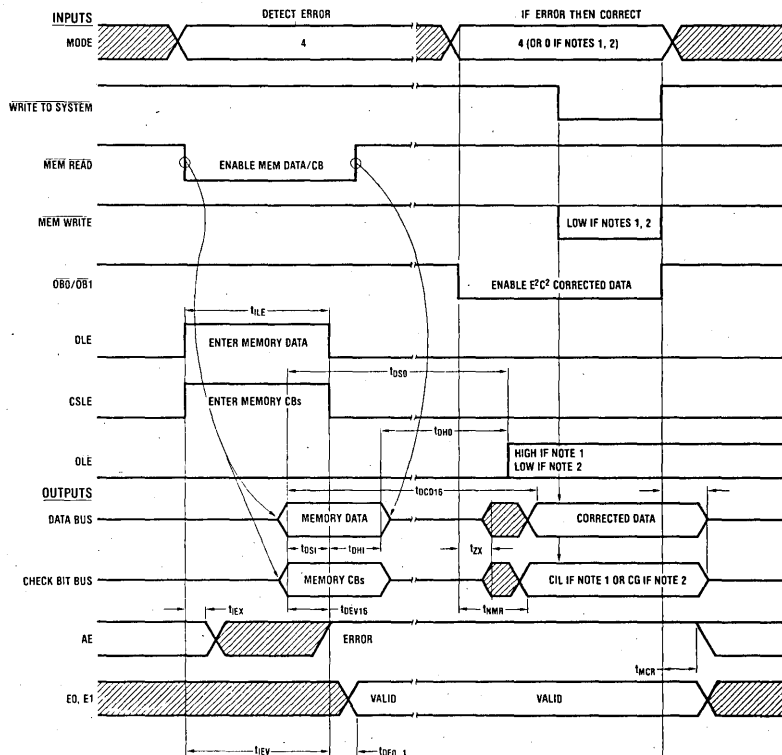 DETECT ERROR
IF ERROR THEN CORRECT
INPUTS
MODE
4
4 (OR 0 IF NOTES 1, 2)
WRITE TO SYSTEM
MEM READ
ENABLE MEM DATA/CB
MEM WRITE
LOW IF NOTES 1, 2
OB0/OB1
ENABLE E²C² CORRECTED DATA
tILE
DLE
ENTER MEMORY DATA
tDS0
CSLE
ENTER MEMORY CBs
tDH0
OLE
HIGH IF NOTE 1
LOW IF NOTE 2
OUTPUTS
tDCD16
DATA BUS
MEMORY DATA
CORRECTED DATA
tDSI
tDHI
tZX
CHECK BIT BUS
MEMORY CBs
CIL IF NOTE 1 OR CG IF NOTE 2
tIEX
tDEV16
tNMR
AE
ERROR
tMCR
E0, E1
VALID
VALID
tIEV